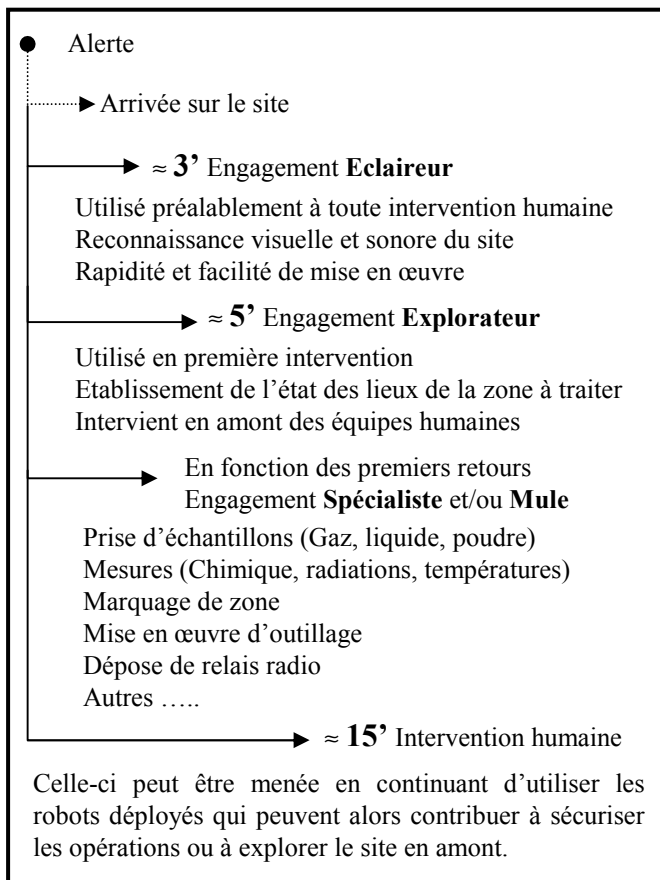 Alerte
Arrivée sur le site
≈ 3’ Engagement Eclaireur
Utilisé préalablement à toute intervention humaine
Reconnaissance visuelle et sonore du site
Rapidité et facilité de mise en œuvre
≈ 5’ Engagement Explorateur
Utilisé en première intervention
Etablissement de l’état des lieux de la zone à traiter
Intervient en amont des équipes humaines
En fonction des premiers retours
Engagement Spécialiste et/ou Mule
Prise d’échantillons (Gaz, liquide, poudre)
Mesures (Chimique, radiations, températures)
Marquage de zone
Mise en œuvre d’outillage
Dépose de relais radio
Autres …..
≈ 15’ Intervention humaine
Celle-ci peut être menée en continuant d’utiliser les
robots déployés qui peuvent alors contribuer à sécuriser
les opérations ou à explorer le site en amont.